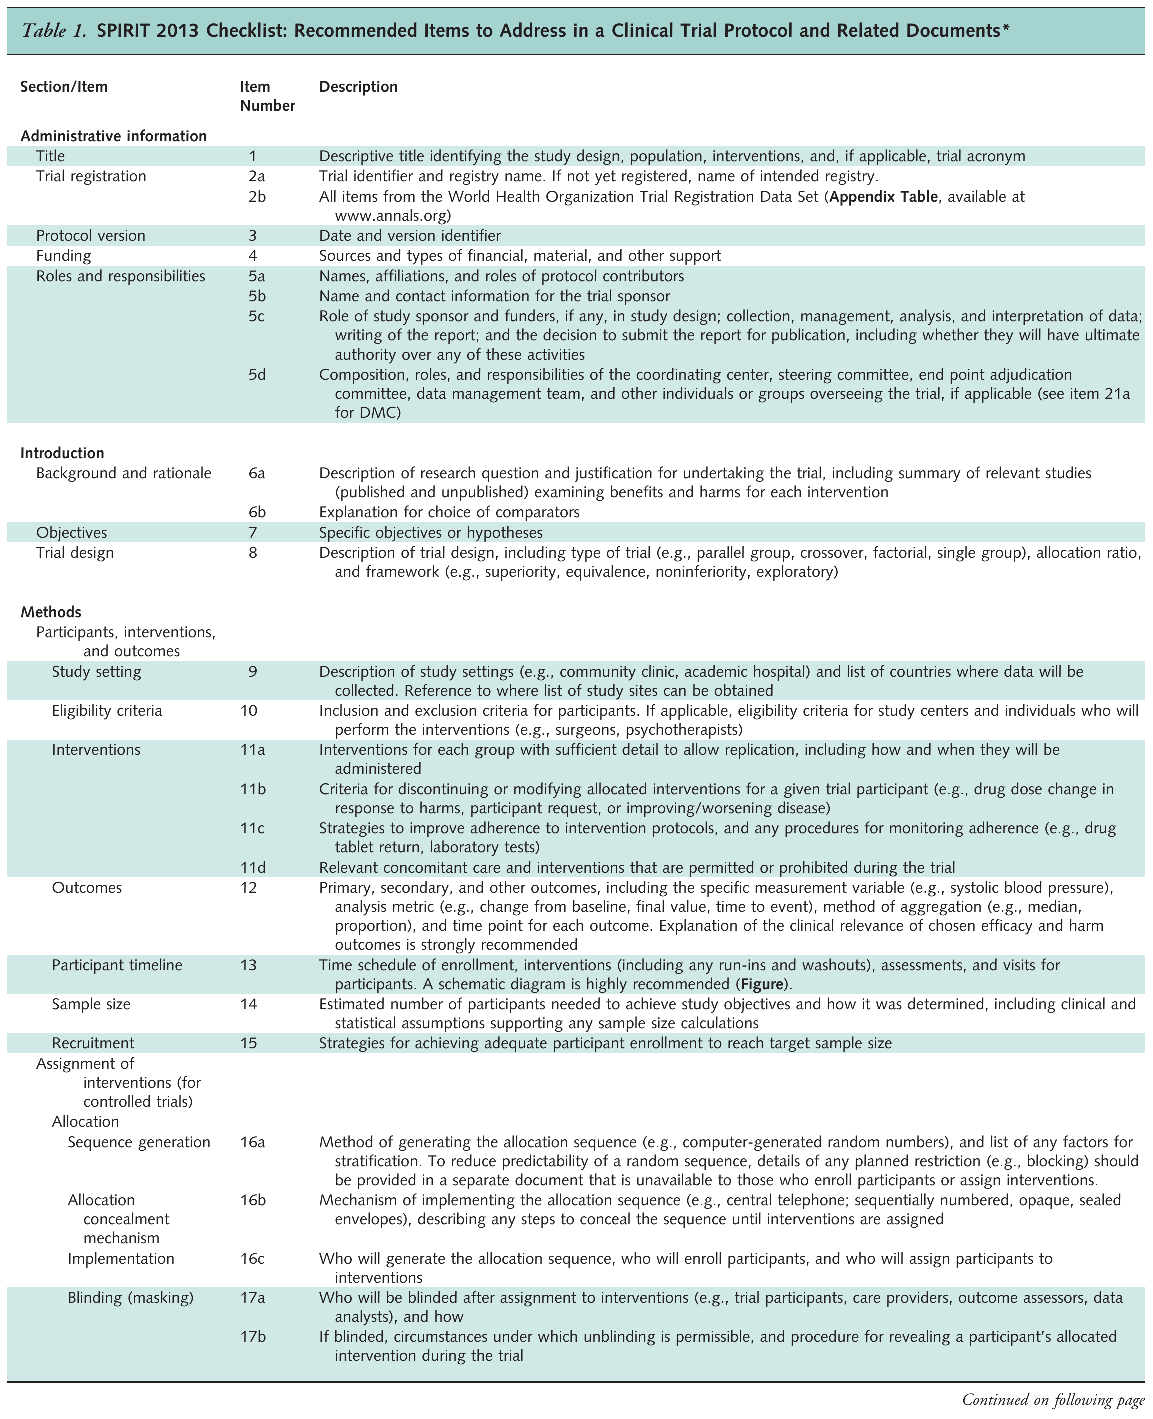 Table 1. SPIRIT 2013 Checklist: Recommended Items to Address in a Clinical Trial Protocol and Related Documents*
Section/Item Item Number Description
Administrative information
Title 1 Descriptive title identifying the study design, population, interventions, and, if applicable, trial acronym
Trial registration 2a Trial identifier and registry name. If not yet registered, name of intended registry.
2b All items from the World Health Organization Trial Registration Data Set (Appendix Table, available at
www.annals.org)
Protocol version 3 Date and version identifier
Funding 4 Sources and types of financial, material, and other support
Roles and responsibilities 5a Names, affiliations, and roles of protocol contributors
5b Name and contact information for the trial sponsor
5c Role of study sponsor and funders, if any, in study design; collection, management, analysis, and interpretation of data;
writing of the report; and the decision to submit the report for publication, including whether they will have ultimate
authority over any of these activities
5d Composition, roles, and responsibilities of the coordinating center, steering committee, end point adjudication
committee, data management team, and other individuals or groups overseeing the trial, if applicable (see item 21a
for DMC)
Introduction
Background and rationale 6a Description of research question and justification for undertaking the trial, including summary of relevant studies
(published and unpublished) examining benefits and harms for each intervention
6b Explanation for choice of comparators
Objectives 7 Specific objectives or hypotheses
Trial design 8 Description of trial design, including type of trial (e.g., parallel group, crossover, factorial, single group), allocation ratio,
and framework (e.g., superiority, equivalence, noninferiority, exploratory)
Methods
Participants, interventions,
and outcomes
Study setting 9 Description of study settings (e.g., community clinic, academic hospital) and list of countries where data will be
collected. Reference to where list of study sites can be obtained
Eligibility criteria 10 Inclusion and exclusion criteria for participants. If applicable, eligibility criteria for study centers and individuals who will
perform the interventions (e.g., surgeons, psychotherapists)
Interventions 11a Interventions for each group with sufficient detail to allow replication, including how and when they will be
administered
11b Criteria for discontinuing or modifying allocated interventions for a given trial participant (e.g., drug dose change in
response to harms, participant request, or improving/worsening disease)
11c Strategies to improve adherence to intervention protocols, and any procedures for monitoring adherence (e.g., drug
tablet return, laboratory tests)
11d Relevant concomitant care and interventions that are permitted or prohibited during the trial
Outcomes 12 Primary, secondary, and other outcomes, including the specific measurement variable (e.g., systolic blood pressure),
analysis metric (e.g., change from baseline, final value, time to event), method of aggregation (e.g., median,
proportion), and time point for each outcome. Explanation of the clinical relevance of chosen efficacy and harm
outcomes is strongly recommended
Participant timeline 13 Time schedule of enrollment, interventions (including any run-ins and washouts), assessments, and visits for
participants. A schematic diagram is highly recommended (Figure).
Sample size 14 Estimated number of participants needed to achieve study objectives and how it was determined, including clinical and
statistical assumptions supporting any sample size calculations
Recruitment 15 Strategies for achieving adequate participant enrollment to reach target sample size
Assignment of
interventions (for
controlled trials)
Allocation
Sequence generation 16a Method of generating the allocation sequence (e.g., computer-generated random numbers), and list of any factors for
stratification. To reduce predictability of a random sequence, details of any planned restriction (e.g., blocking) should
be provided in a separate document that is unavailable to those who enroll participants or assign interventions.
Allocation 16b Mechanism of implementing the allocation sequence (e.g., central telephone; sequentially numbered, opaque, sealed
concealment envelopes), describing any steps to conceal the sequence until interventions are assigned
mechanism
Implementation 16c Who will generate the allocation sequence, who will enroll participants, and who will assign participants to
interventions
Blinding (masking) 17a Who will be blinded after assignment to interventions (e.g., trial participants, care providers, outcome assessors, data
analysts), and how
17b If blinded, circumstances under which unblinding is permissible, and procedure for revealing a participant's allocated
intervention during the trial
Continued on following page